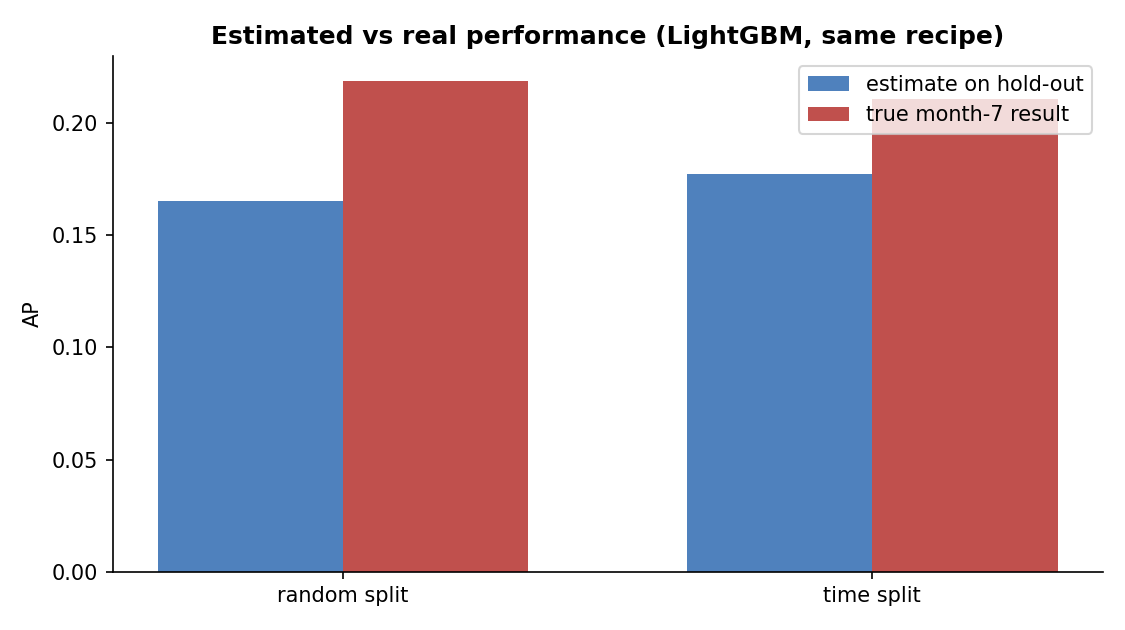 Estimated vs real performance (LightGBM, same recipe)
estimate on hold-out
true month-7 result
0.20
0.15
0.10
0.05
0.00
AP
random split
time split